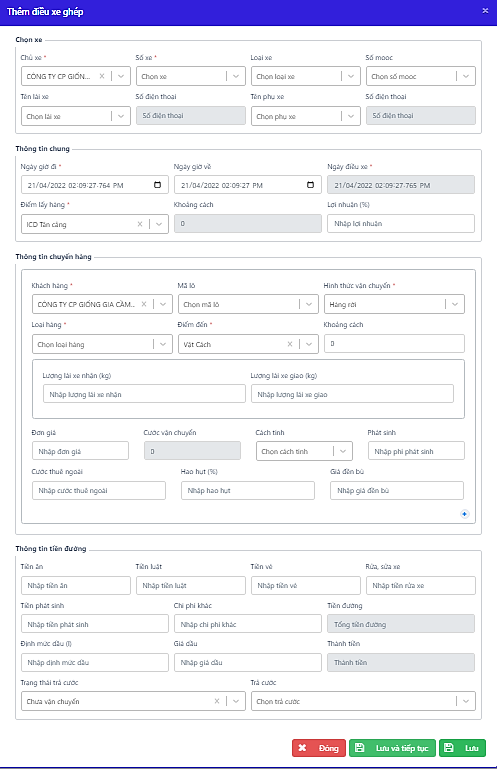 Thêm điều xe ghép
Chọn xe
Chủ xe * Số xe * Loại xe Số mooc
CÔNG TY CP GIỐN... Chọn xe Chọn loại xe Chọn số mooc
Tên lái xe Số điện thoại Tên phụ xe Số điện thoại
Chọn lái xe Số điện thoại Chọn phụ xe Số điện thoại
Thông tin chung
Ngày giờ đi * Ngày giờ về Ngày điều xe *
21/04/2022 02:09:27-764 PM 21/04/2022 02:09:27 PM 21/04/2022 02:09:27-765 PM
Điểm lấy hàng * Khoảng cách Lợi nhuận (%)
ICD Tân cảng 0 Nhập lợi nhuận
Thông tin chuyến hàng
Khách hàng * Mã lô Hình thức vận chuyển *
CÔNG TY CP GIỐNG GIA CẦM... Chọn mã lô Hàng rời
Loại hàng * Điểm đến * Khoảng cách
Chọn loại hàng Vật Cách 0
Lượng lái xe nhận (kg) Lượng lái xe giao (kg)
Nhập lượng lái xe nhận Nhập lượng lái xe giao
Đơn giá Cước vận chuyển Cách tính Phát sinh
Nhập đơn giá 0 Chọn cách tính Nhập phí phát sinh
Cước thuê ngoài Hao hụt (%) Giá đền bù
Nhập cước thuê ngoài Nhập hao hụt Nhập giá đền bù
Thông tin tiền đường
Tiền ăn Tiền luật Tiền vé Rửa, sửa xe
Nhập tiền ăn Nhập tiền luật Nhập tiền vé Nhập tiền rửa xe
Tiền phát sinh Chi phí khác Tiền đường
Nhập tiền phát sinh Nhập chi phí khác Tổng tiền đường
Định mức dầu (l) Giá dầu Thành tiền
Nhập định mức dầu Nhập giá dầu Thành tiền
Trạng thái trả cước Trả cước
Chưa vận chuyển Chọn trả cước
Đóng Lưu và tiếp tục Lưu